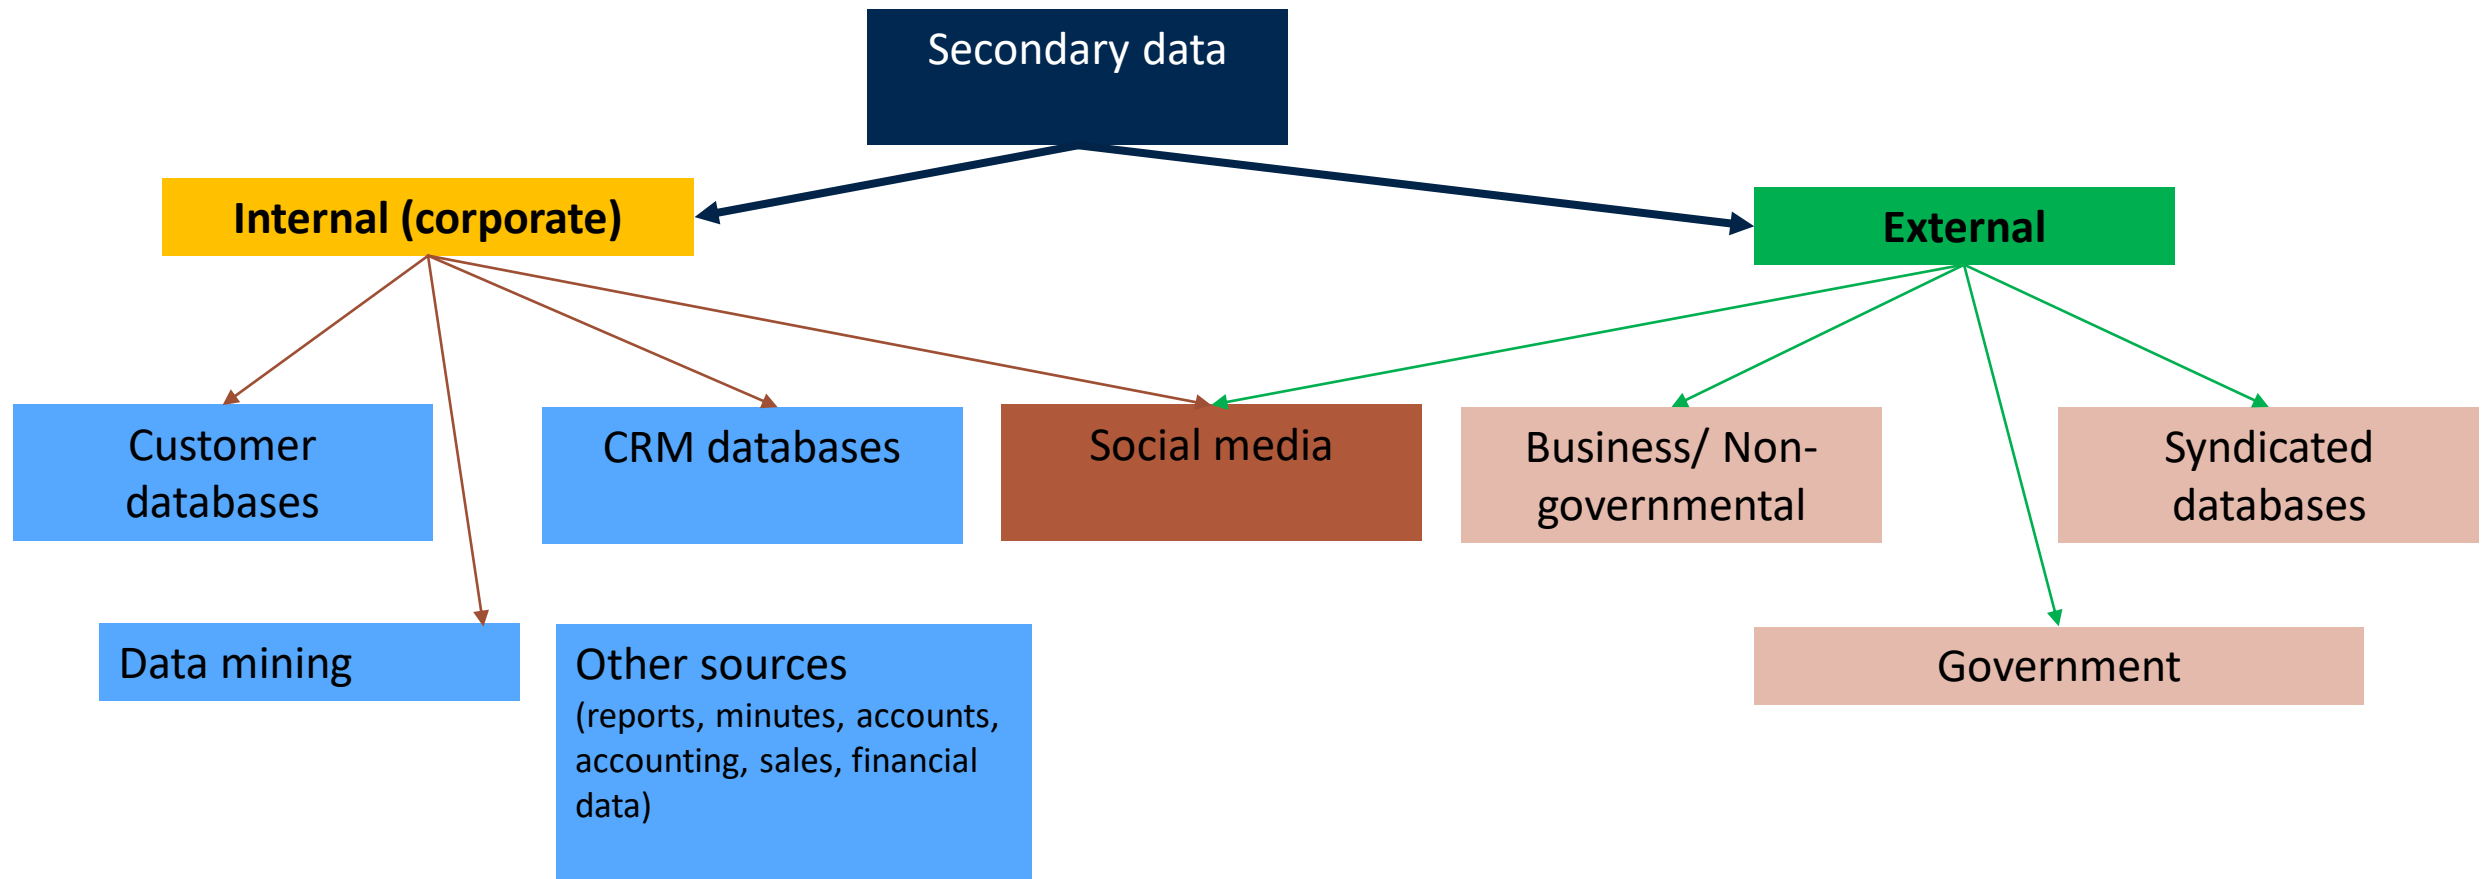 Secondary data
Internal (corporate)
External
Customer
databases
CRM databases
Social media
Business/ Non-
governmental
Syndicated
databases
Data mining
Other sources
(reports, minutes, accounts,
accounting, sales, financial
data)
Government